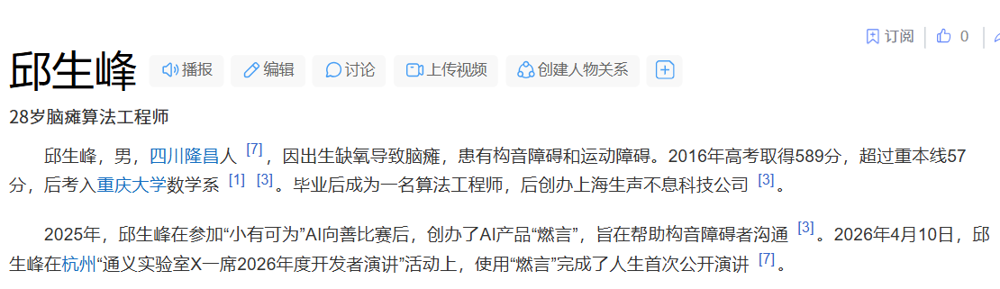 订阅 0
邱生峰 播报 编辑 讨论 上传视频 创建人物关系
28岁脑瘫算法工程师
邱生峰，男，四川隆昌人 [7] ，因出生缺氧导致脑瘫，患有构音障碍和运动障碍。2016年高考取得589分，超过重本线57
分，后考入重庆大学数学系 [1] [3] 。毕业后成为一名算法工程师，后创办上海生声不息科技公司 [3] 。
2025年，邱生峰在参加“小有可为”AI向善比赛后，创办了AI产品“燃言”，旨在帮助构音障碍者沟通 [3] 。2026年4月10日，邱
生峰在杭州“通义实验室X一席2026年度开发者演讲”活动上，使用“燃言”完成了人生首次公开演讲 [7] 。